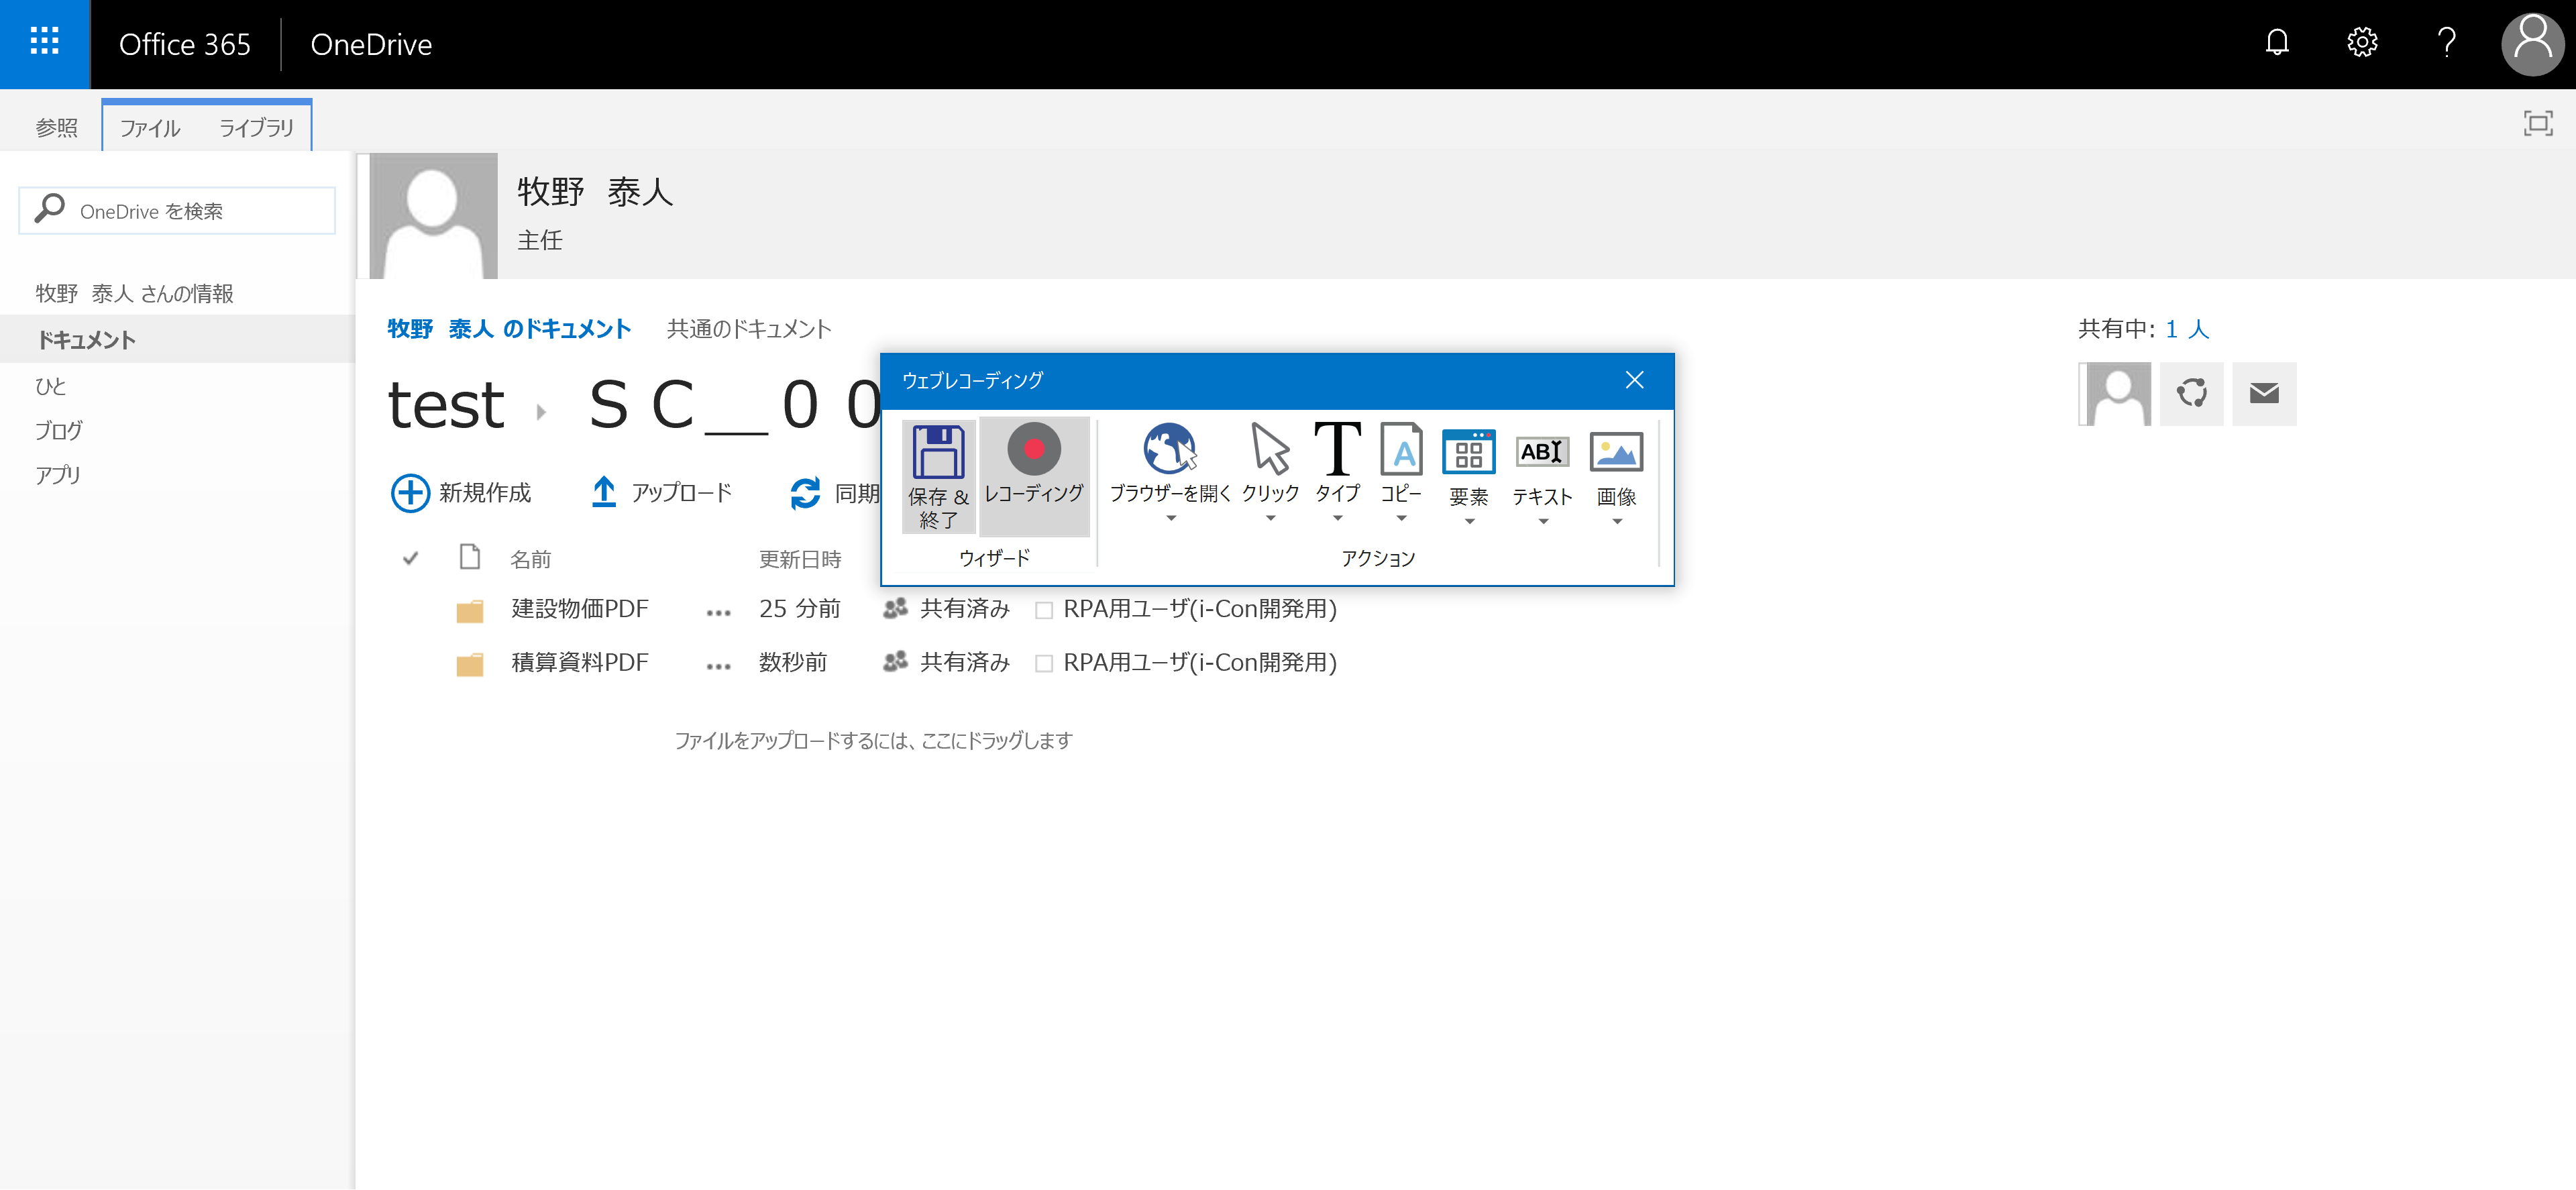 Office 365
OneDrive
参照
ファイル
ライブラリ
OneDrive を検索
牧野　泰人 さんの情報
ドキュメント
ひと
ブログ
アプリ
牧野　泰人
主任
牧野　泰人 のドキュメント
共通のドキュメント
test
ＳＣ＿００
新規作成
アップロード
同期
名前
更新日時
建設物価PDF
25 分前
共有済み
RPA用ユーザ(i-Con開発用)
積算資料PDF
数秒前
共有済み
RPA用ユーザ(i-Con開発用)
ファイルをアップロードするには、ここにドラッグします
ウェブレコーディング
保存 &
終了
レコーディング
ウィザード
ブラウザーを開く
クリック
T
タイプ
A
コピー
要素
AB
テキスト
画像
アクション
共有中: 1 人